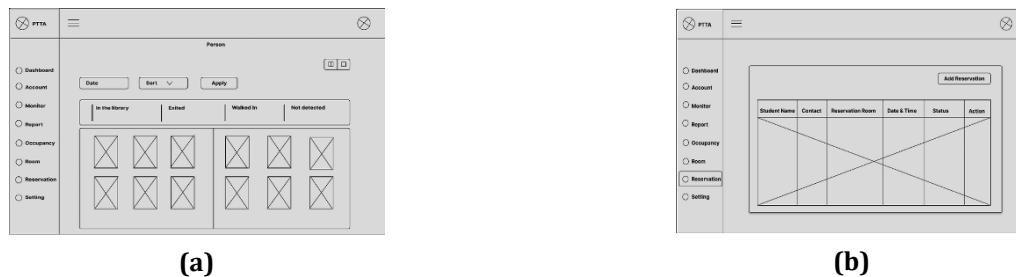 PTTA
Person
Dashboard
Account
Monitor
Report
Occupancy
Room
Reservation
Setting
Date
Sort
Apply
In the library
Exited
Walked In
Not detected
(a)
PTTA
Dashboard
Account
Monitor
Report
Occupancy
Room
Reservation
Setting
Add Reservation
Student Name Contact Reservation Room Date & Time Status Action
(b)